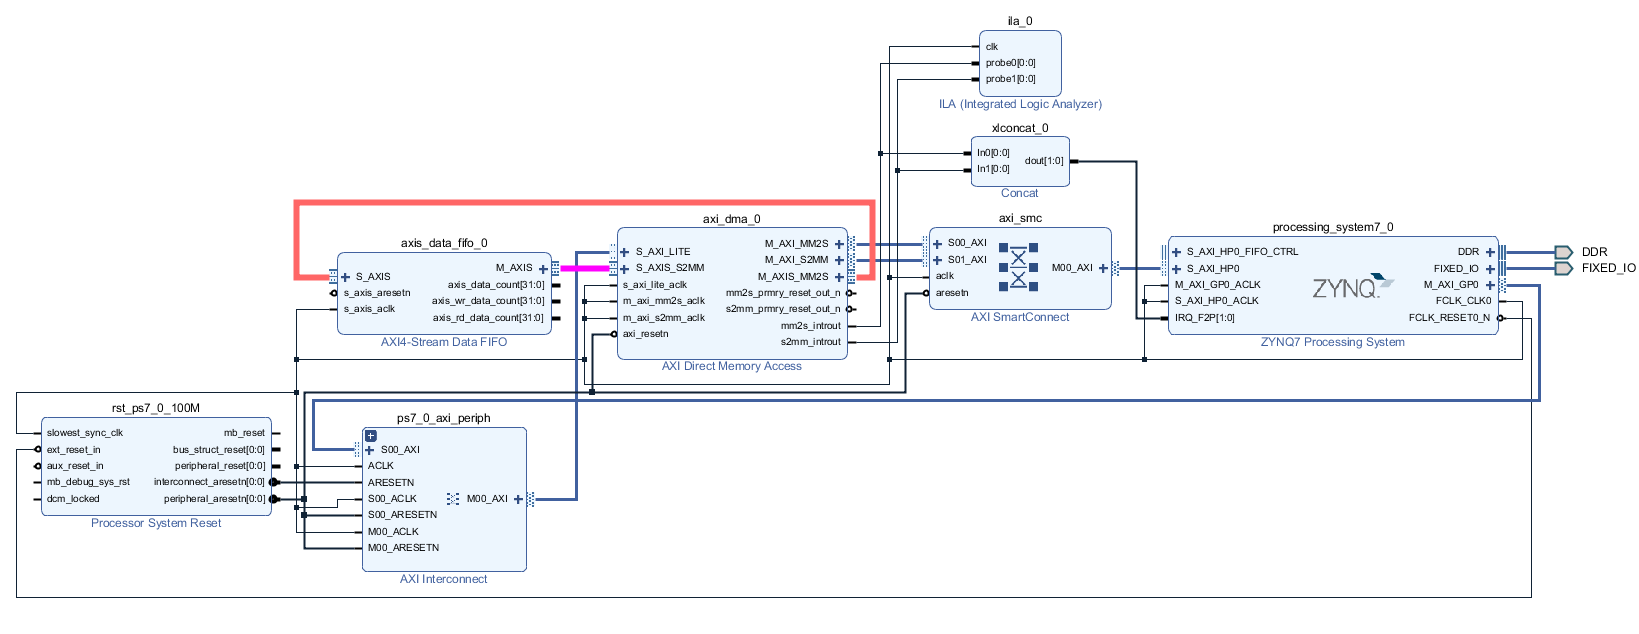 ila_0
clk
probe0[0:0]
probe1[0:0]
ILA (Integrated Logic Analyzer)
xlconcat_0
In0[0:0]
In1[0:0]
dout[1:0]
Concat
axis_data_fifo_0
S_AXIS
s_axis_aresetn
s_axis_aclk
M_AXIS
axis_data_count[31:0]
axis_wr_data_count[31:0]
axis_rd_data_count[31:0]
AXI4-Stream Data FIFO
axi_dma_0
S_AXI_LITE
S_AXIS_S2MM
s_axi_lite_aclk
m_axi_mm2s_aclk
m_axi_s2mm_aclk
axi_resetn
M_AXI_MM2S
M_AXI_S2MM
M_AXIS_MM2S
mm2s_prmry_reset_out_n
s2mm_prmry_reset_out_n
mm2s_introut
s2mm_introut
AXI Direct Memory Access
axi_smc
S00_AXI
S01_AXI
aclk
aresetn
M00_AXI
AXI SmartConnect
processing_system7_0
S_AXI_HP0_FIFO_CTRL
S_AXI_HP0
M_AXI_GP0_ACLK
S_AXI_HP0_ACLK
IRQ_F2P[1:0]
ZYNQ
DDR
FIXED_IO
M_AXI_GP0
FCLK_CLK0
FCLK_RESET0_N
ZYNQ7 Processing System
DDR
FIXED_IO
rst_ps7_0_100M
slowest_sync_clk
ext_reset_in
aux_reset_in
mb_debug_sys_rst
dcm_locked
mb_reset
bus_struct_reset[0:0]
peripheral_reset[0:0]
interconnect_aresetn[0:0]
peripheral_aresetn[0:0]
Processor System Reset
ps7_0_axi_periph
S00_AXI
ACLK
ARESETN
S00_ACLK
S00_ARESETN
M00_ACLK
M00_ARESETN
M00_AXI
AXI Interconnect